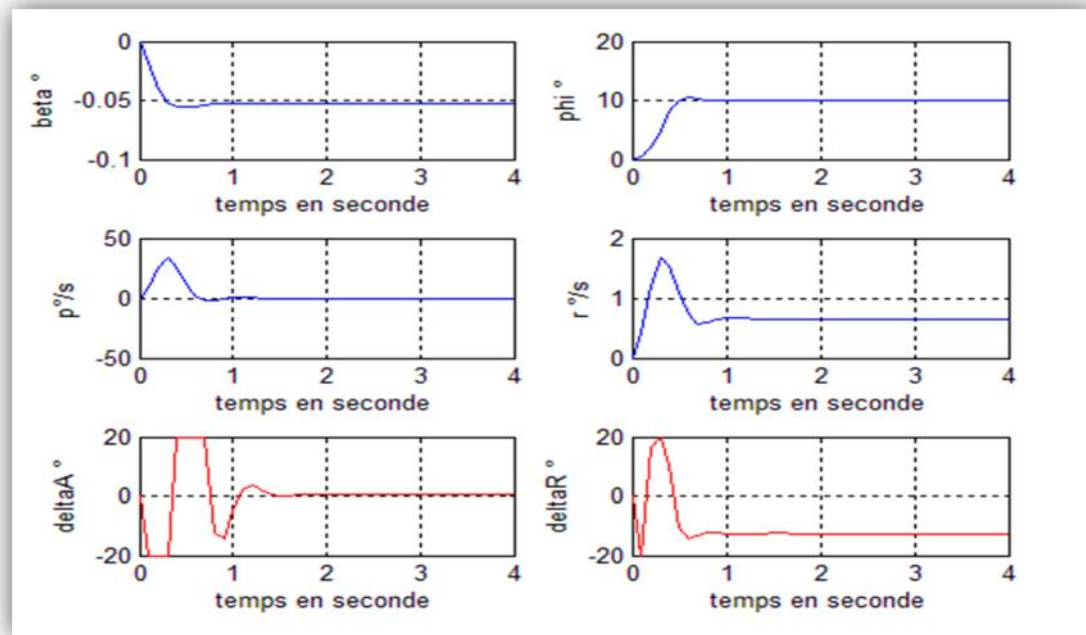 beta °
0
-0.05
-0.1
0 1 2 3 4
temps en seconde
phi °
20
10
0
0 1 2 3 4
temps en seconde
p°/s
50
0
-50
0 1 2 3 4
temps en seconde
r °/s
2
1
0
0 1 2 3 4
temps en seconde
deltaA °
20
0
-20
0 1 2 3 4
temps en seconde
deltaR °
20
0
-20
0 1 2 3 4
temps en seconde